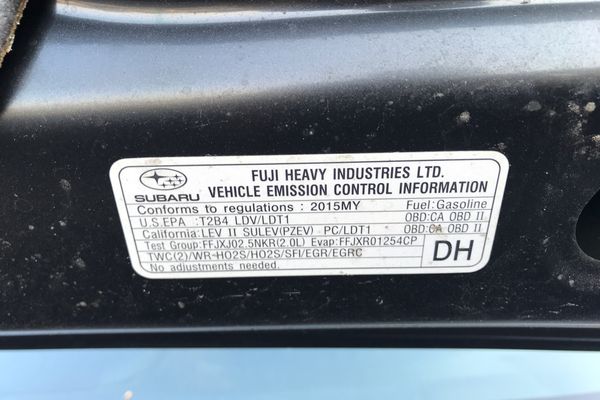 SUBARU
FUJI HEAVY INDUSTRIES LTD.
VEHICLE EMISSION CONTROL INFORMATION
Conforms to regulations : 2015MY Fuel:Gasoline
U.S.EPA :T2B4 LDV/LDT1 OBD:CA OBD II
California:LEV II SULEV(PZEV) PC/LDT1 OBD:CA OBD II
Test Group:FFJXJ02.5NKR(2.0L) Evap:FFJXR01254CP
TWC(2)/WR-HO2S/HO2S/SFI/EGR/EGRC
No adjustments needed.
DH